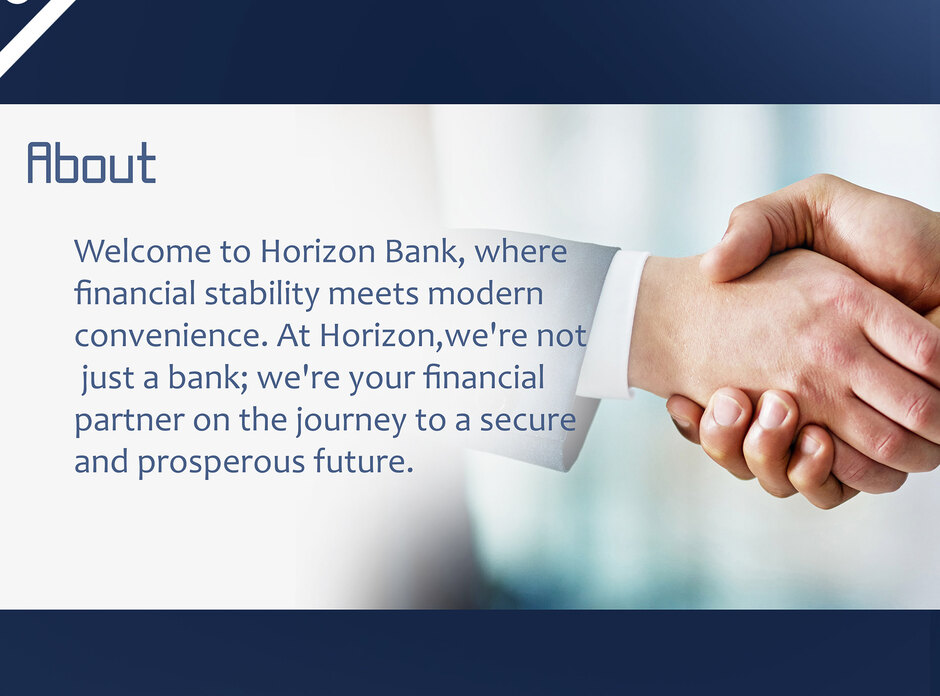 About
Welcome to Horizon Bank, where
financial stability meets modern
convenience. At Horizon,we're not
just a bank; we're your financial
partner on the journey to a secure
and prosperous future.